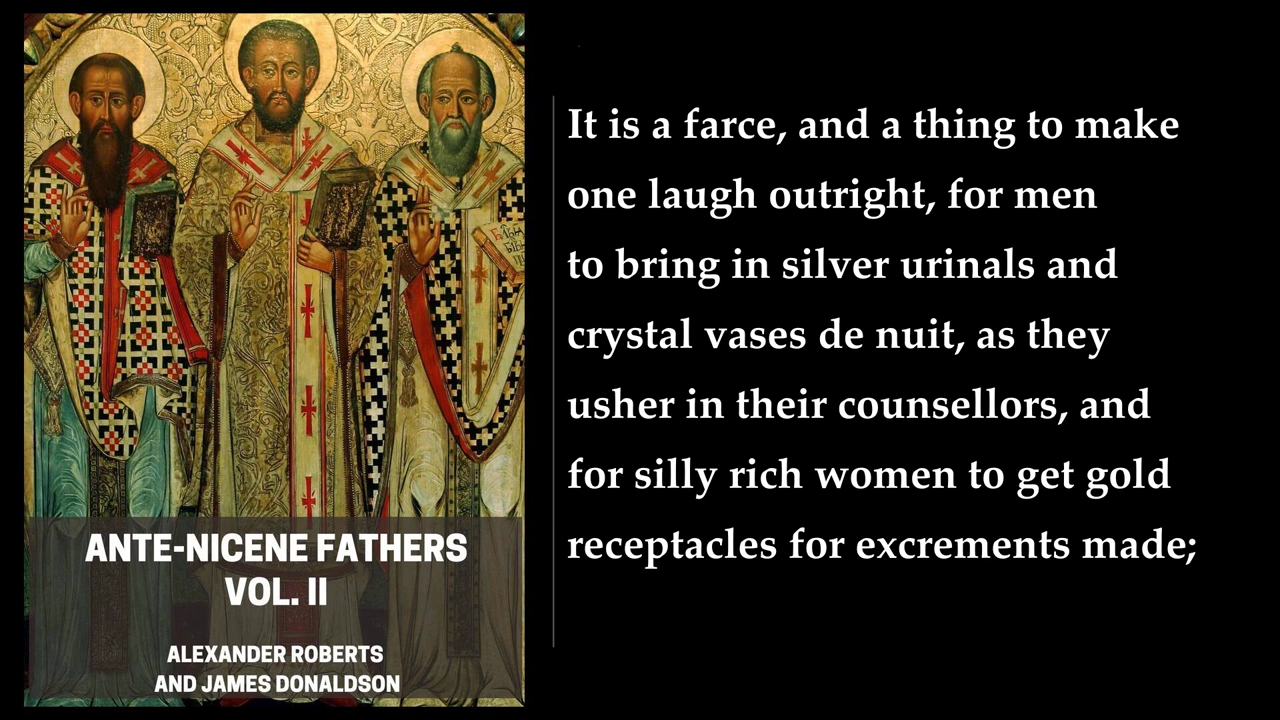 ANTE-NICENE FATHERS
VOL. II
ALEXANDER ROBERTS
AND JAMES DONALDSON
It is a farce, and a thing to make
one laugh outright, for men
to bring in silver urinals and
crystal vases de nuit, as they
usher in their counsellors, and
for silly rich women to get gold
receptacles for excrements made;